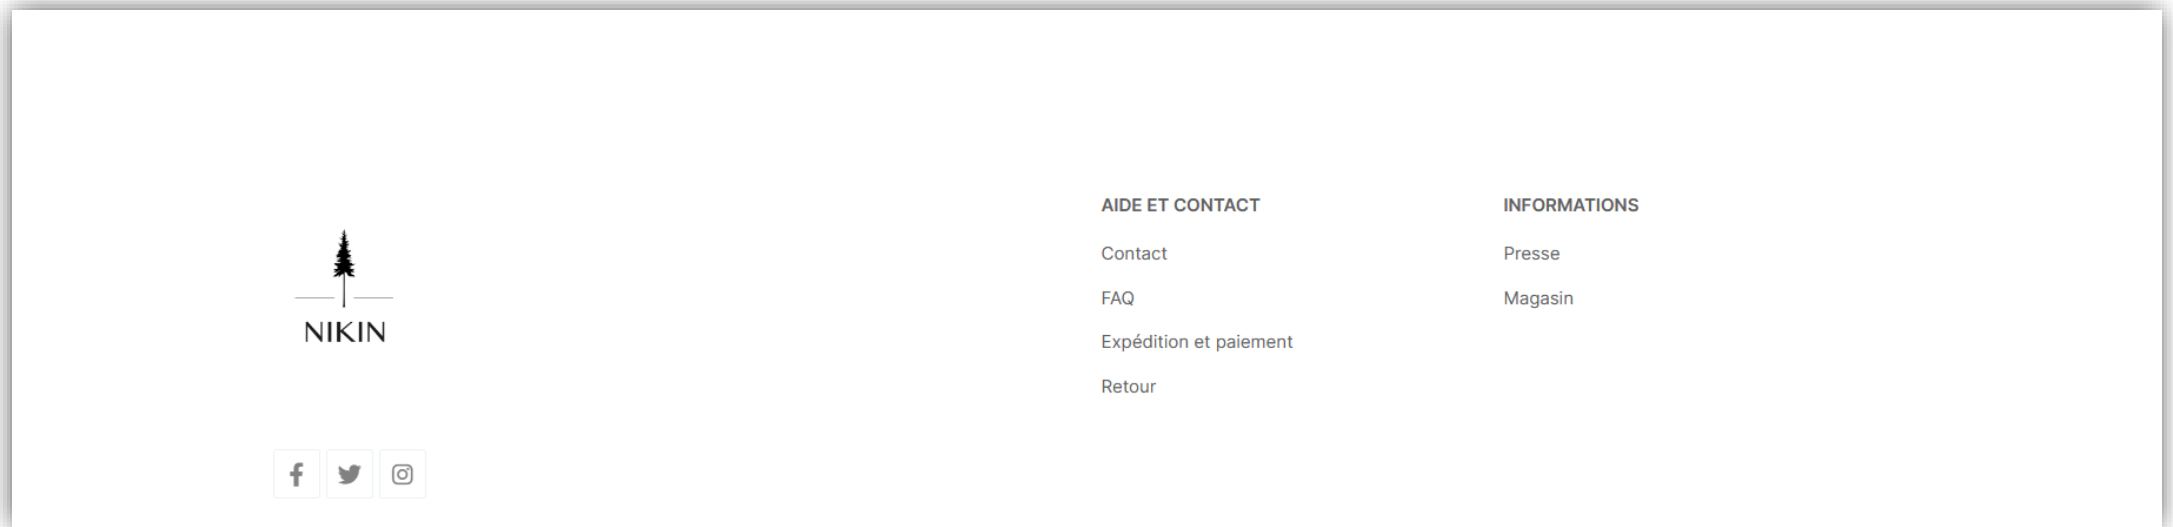 NIKIN
AIDE ET CONTACT
Contact
FAQ
Expédition et paiement
Retour
INFORMATIONS
Presse
Magasin